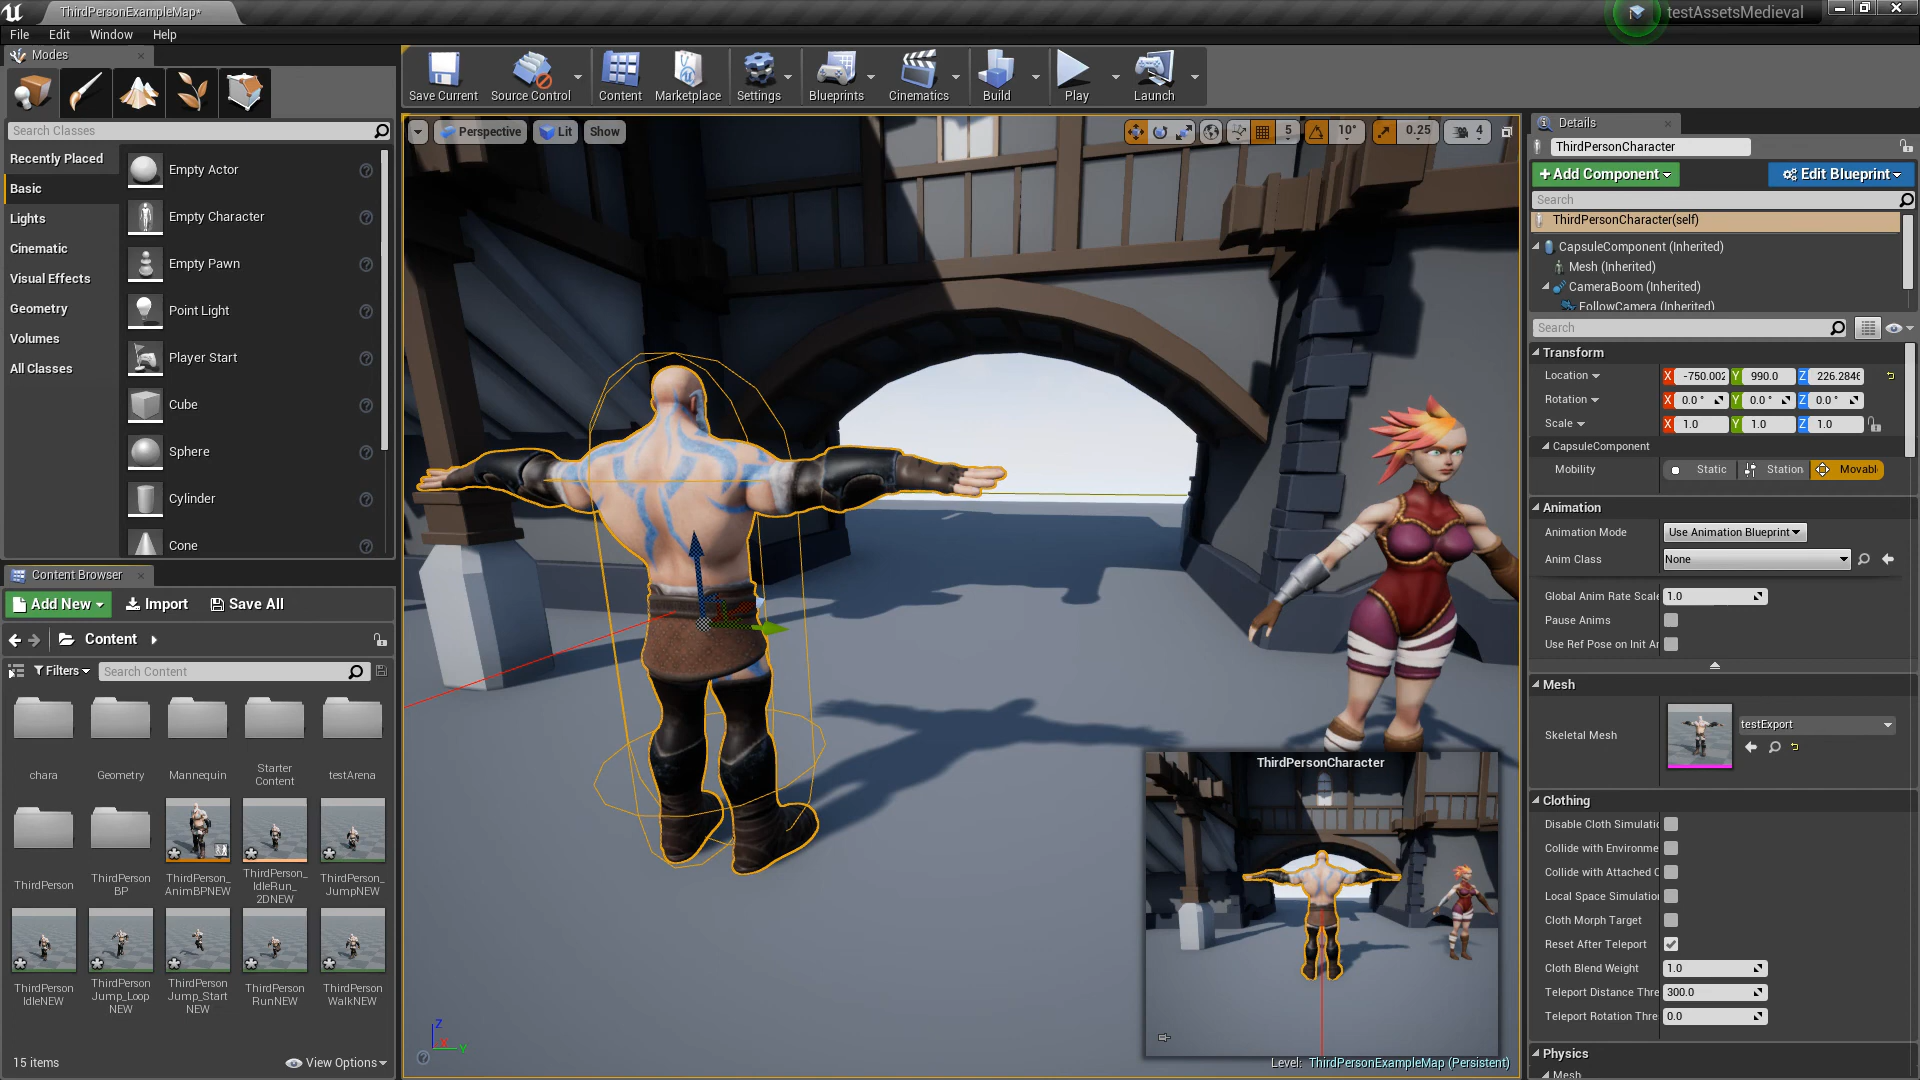 ThirdPersonExampleMap*
testAssetsMedieval
File Edit Window Help
Modes
Save Current
Source Control
Content
Marketplace
Settings
Blueprints
Cinematics
Build
Play
Launch
Search Classes
Recently Placed
Basic
Lights
Cinematic
Visual Effects
Geometry
Volumes
All Classes
Empty Actor
Empty Character
Empty Pawn
Point Light
Player Start
Cube
Sphere
Cylinder
Cone
Perspective
Lit
Show
5
10°
0.25
4
Content Browser
Add New
Import
Save All
Content
Filters
Search Content
chara
Geometry
Mannequin
Starter
Content
testArena
ThirdPerson
ThirdPerson
BP
ThirdPerson_
AnimBPNEW
ThirdPerson_
IdleRun_
2DNEW
ThirdPerson_
JumpNEW
ThirdPerson
IdleNEW
ThirdPerson
Jump_Loop
NEW
ThirdPerson
Jump_Start
NEW
ThirdPerson
RunNEW
ThirdPerson
WalkNEW
15 items
View Options
Z
X
Y
ThirdPersonCharacter
Level: ThirdPersonExampleMap (Persistent)
Details
ThirdPersonCharacter
+Add Component
Edit Blueprint
Search
ThirdPersonCharacter(self)
CapsuleComponent (Inherited)
Mesh (Inherited)
CameraBoom (Inherited)
FollowCamera (Inherited)
Search
Transform
Location X -750.002 Y 990.0 Z 226.2846
Rotation X 0.0 ° Y 0.0 ° Z 0.0 °
Scale X 1.0 Y 1.0 Z 1.0
CapsuleComponent
Mobility Static Station Movabl
Animation
Animation Mode Use Animation Blueprint
Anim Class None
Global Anim Rate Scale 1.0
Pause Anims
Use Ref Pose on Init Ar
Mesh
Skeletal Mesh testExport
Clothing
Disable Cloth Simulatio
Collide with Environme
Collide with Attached C
Local Space Simulation
Cloth Morph Target
Reset After Teleport
Cloth Blend Weight 1.0
Teleport Distance Thre 300.0
Teleport Rotation Thre 0.0
Physics
Mesh